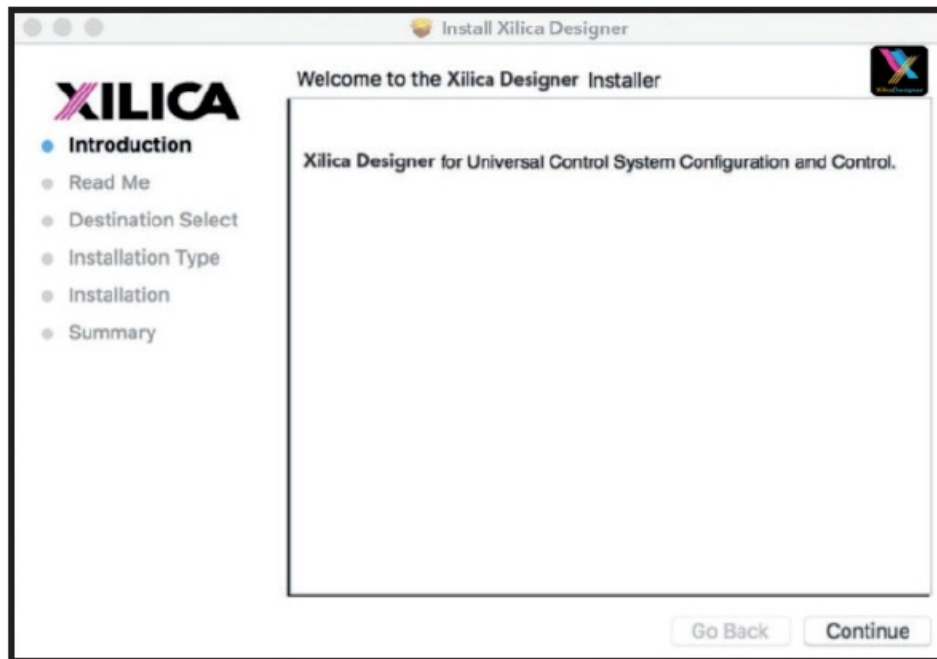 Install Xilica Designer
XILICA
Welcome to the Xilica Designer Installer
XilicaDesigner
Introduction
Read Me
Destination Select
Installation Type
Installation
Summary
Xilica Designer for Universal Control System Configuration and Control.
Go Back
Continue